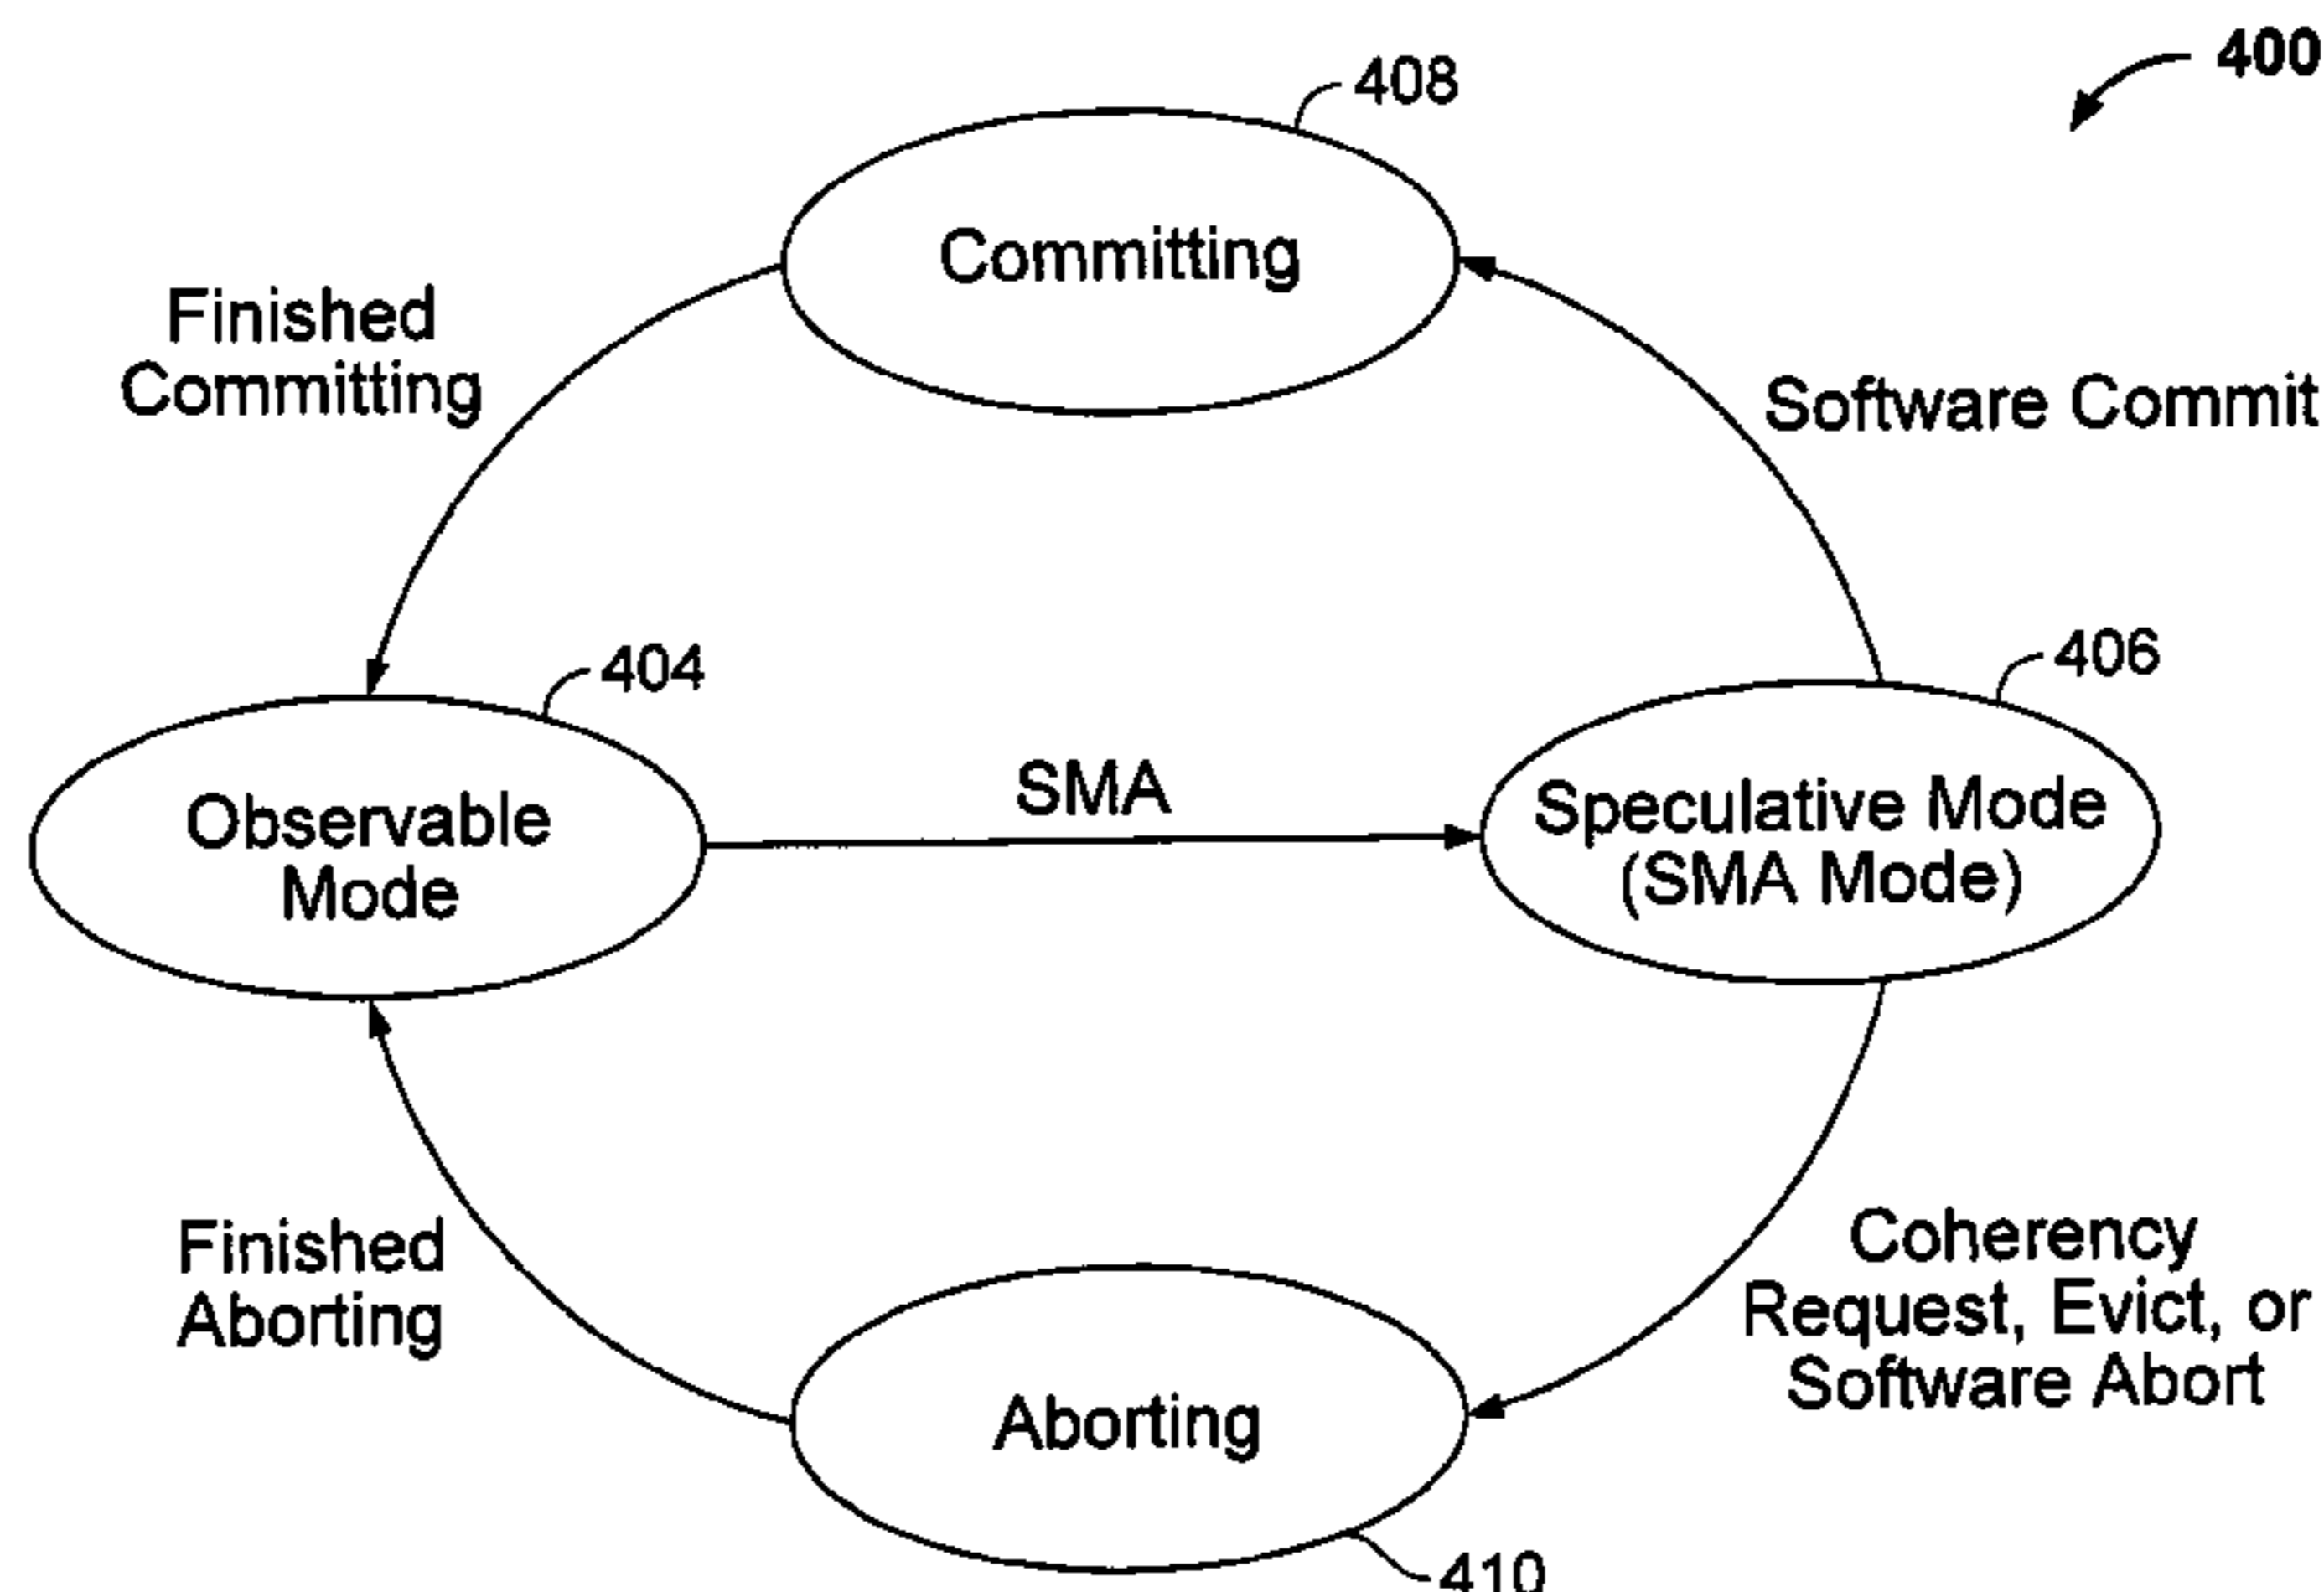 400
408
Committing
Finished
Committing
Software Commit
404
406
SMA
Observable
Mode
Speculative Mode
(SMA Mode)
Finished
Aborting
Coherency
Request, Evict, or
Software Abort
Aborting
410